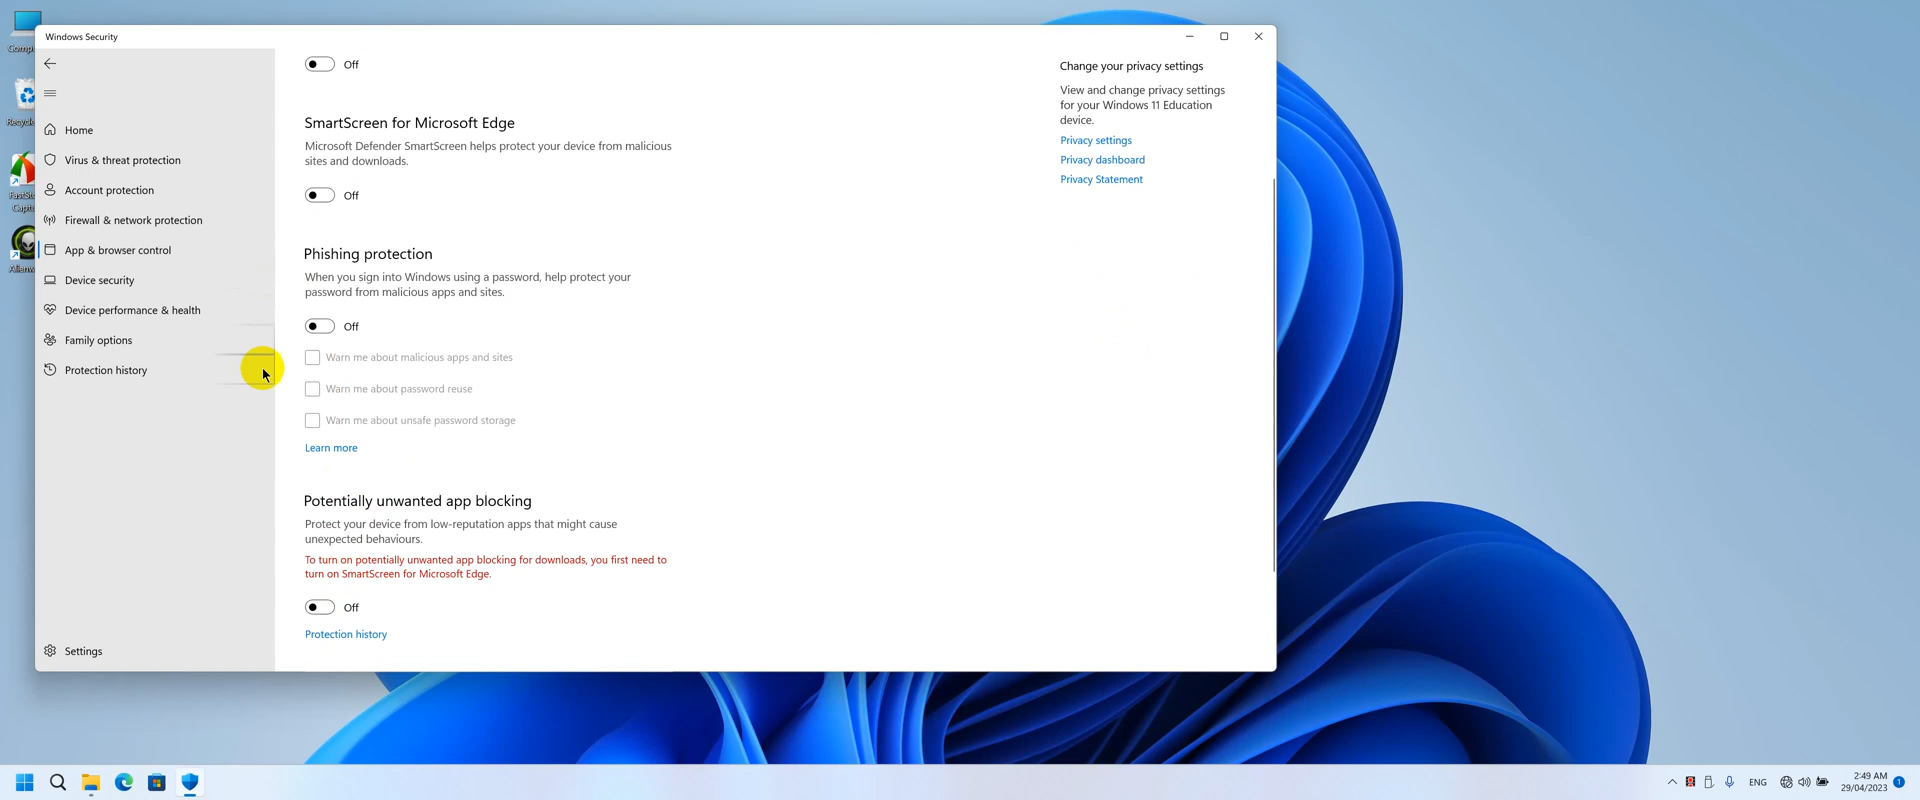 Windows Security
Home
Virus & threat protection
Account protection
Firewall & network protection
App & browser control
Device security
Device performance & health
Family options
Protection history
Settings
Off
SmartScreen for Microsoft Edge
Microsoft Defender SmartScreen helps protect your device from malicious
sites and downloads.
Off
Phishing protection
When you sign into Windows using a password, help protect your
password from malicious apps and sites.
Off
Warn me about malicious apps and sites
Warn me about password reuse
Warn me about unsafe password storage
Learn more
Potentially unwanted app blocking
Protect your device from low-reputation apps that might cause
unexpected behaviours.
To turn on potentially unwanted app blocking for downloads, you first need to
turn on SmartScreen for Microsoft Edge.
Off
Protection history
Change your privacy settings
View and change privacy settings
for your Windows 11 Education
device.
Privacy settings
Privacy dashboard
Privacy Statement
ENG
2:49 AM
29/04/2023
1